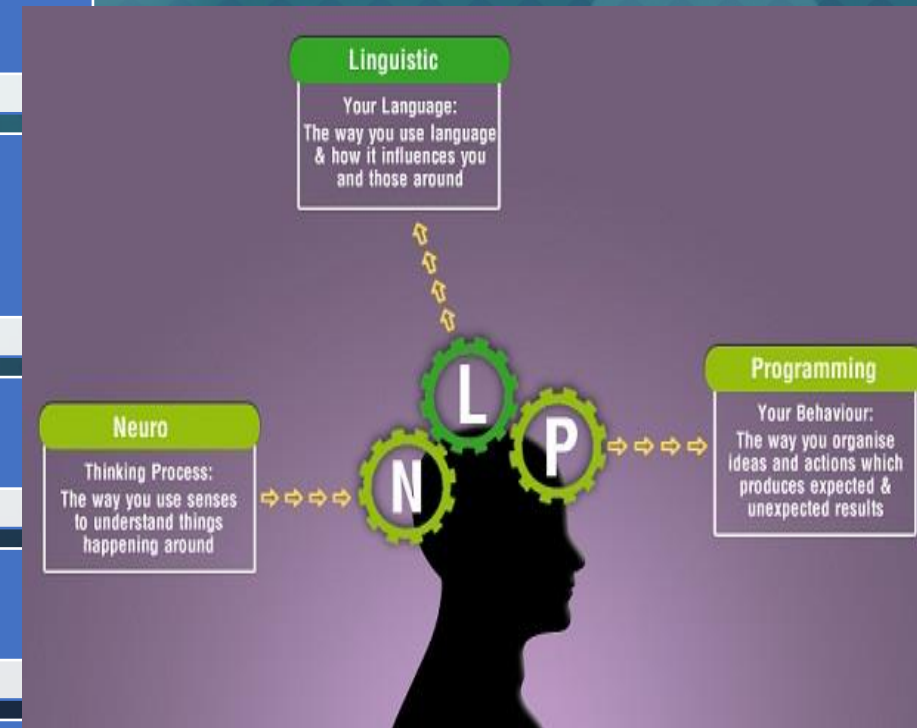 Linguistic
Your Language:
The way you use language
& how it influences you
and those around
Neuro
Thinking Process:
The way you use senses
to understand things
happening around
N
L
P
Programming
Your Behaviour:
The way you organise
ideas and actions which
produces expected &
unexpected results